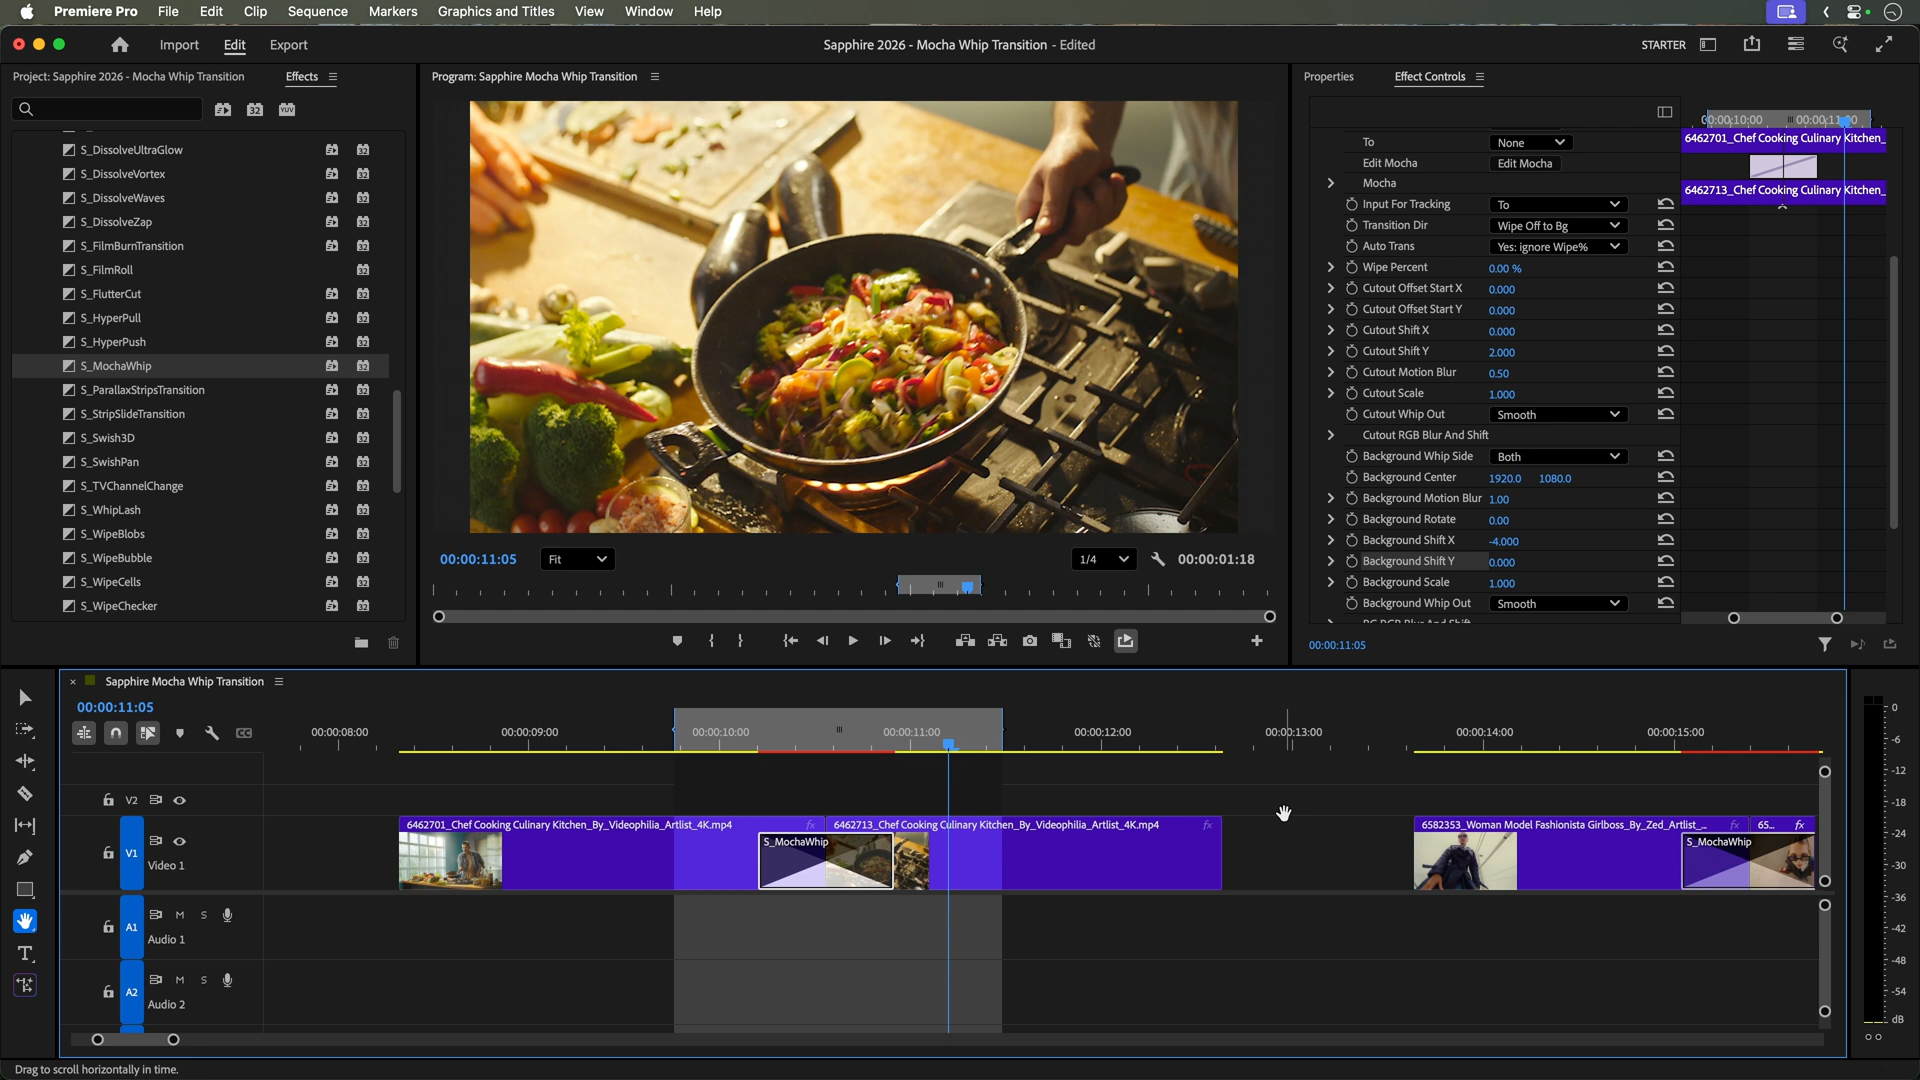 Premiere Pro File Edit Clip Sequence Markers Graphics and Titles View Window Help
Import Edit Export
Sapphire 2026 - Mocha Whip Transition - Edited
STARTER
Project: Sapphire 2026 - Mocha Whip Transition
Effects
32 YUV
S_DissolveUltraGlow
S_DissolveVortex
S_DissolveWaves
S_DissolveZap
S_FilmBurnTransition
S_FilmRoll
S_FlutterCut
S_HyperPull
S_HyperPush
S_MochaWhip
S_ParallaxStripsTransition
S_StripSlideTransition
S_Swish3D
S_SwishPan
S_TVChannelChange
S_WhipLash
S_WipeBlobs
S_WipeBubble
S_WipeCells
S_WipeChecker
Program: Sapphire Mocha Whip Transition
00:00:11:05
Fit
1/4
00:00:01:18
Properties
Effect Controls
To None
Edit Mocha Edit Mocha
Mocha
Input For Tracking To
Transition Dir Wipe Off to Bg
Auto Trans Yes: ignore Wipe%
Wipe Percent 0.00 %
Cutout Offset Start X 0.000
Cutout Offset Start Y 0.000
Cutout Shift X 0.000
Cutout Shift Y 2.000
Cutout Motion Blur 0.50
Cutout Scale 1.000
Cutout Whip Out Smooth
Cutout RGB Blur And Shift
Background Whip Side Both
Background Center 1920.0 1080.0
Background Motion Blur 1.00
Background Rotate 0.00
Background Shift X -4.000
Background Shift Y 0.000
Background Scale 1.000
Background Whip Out Smooth
00:00:11:05
0:00:10:00 00:00:11:00
6462701_Chef Cooking Culinary Kitchen_
6462713_Chef Cooking Culinary Kitchen_
Sapphire Mocha Whip Transition
00:00:11:05
CC
00:00:08:00 00:00:09:00 00:00:10:00 00:00:11:00 00:00:12:00 00:00:13:00 00:00:14:00 00:00:15:00
V2
6462701_Chef Cooking Culinary Kitchen_By_Videophilia_Artlist_4K.mp4 fx
6462713_Chef Cooking Culinary Kitchen_By_Videophilia_Artlist_4K.mp4 fx
6582353_Woman Model Fashionista Girlboss_By_Zed_Artlist_... fx
65... fx
S_MochaWhip
S_MochaWhip
V1
Video 1
A1 M S
Audio 1
A2 M S
Audio 2
0
-6
-12
-18
-24
-30
-36
-42
-48
-54
dB
Drag to scroll horizontally in time.